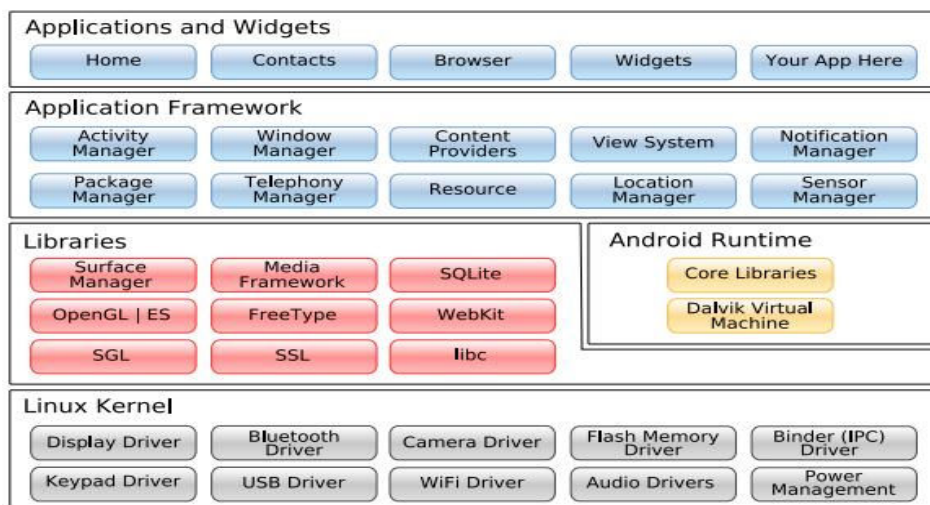 Applications and Widgets
Home
Contacts
Browser
Widgets
Your App Here
Application Framework
Activity
Manager
Window
Manager
Content
Providers
View System
Notification
Manager
Package
Manager
Telephony
Manager
Resource
Location
Manager
Sensor
Manager
Libraries
Surface
Manager
Media
Framework
SQLite
OpenGL | ES
FreeType
WebKit
SGL
SSL
libc
Android Runtime
Core Libraries
Dalvik Virtual
Machine
Linux Kernel
Display Driver
Bluetooth
Driver
Camera Driver
Flash Memory
Driver
Binder (IPC)
Driver
Keypad Driver
USB Driver
WiFi Driver
Audio Drivers
Power
Management